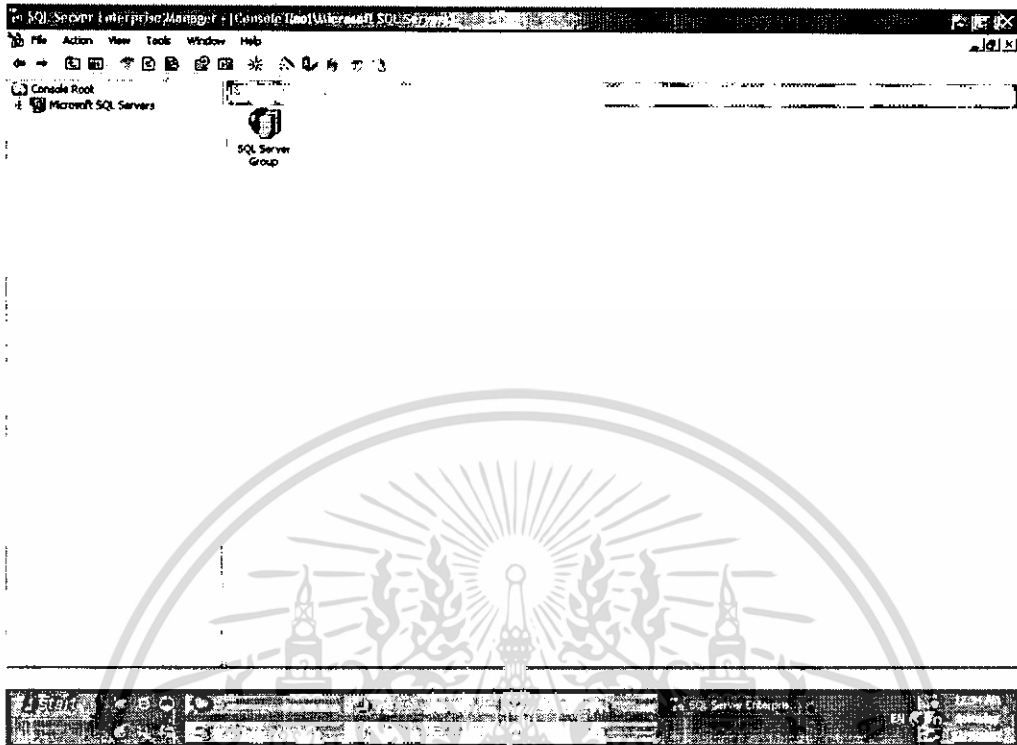 SQL Server Enterprise Manager - [Console Root\Microsoft SQL Servers]
File Action View Tools Window Help
Console Root
Microsoft SQL Servers
SQL Server
Group
start
SQL Server Enterpris...
EN